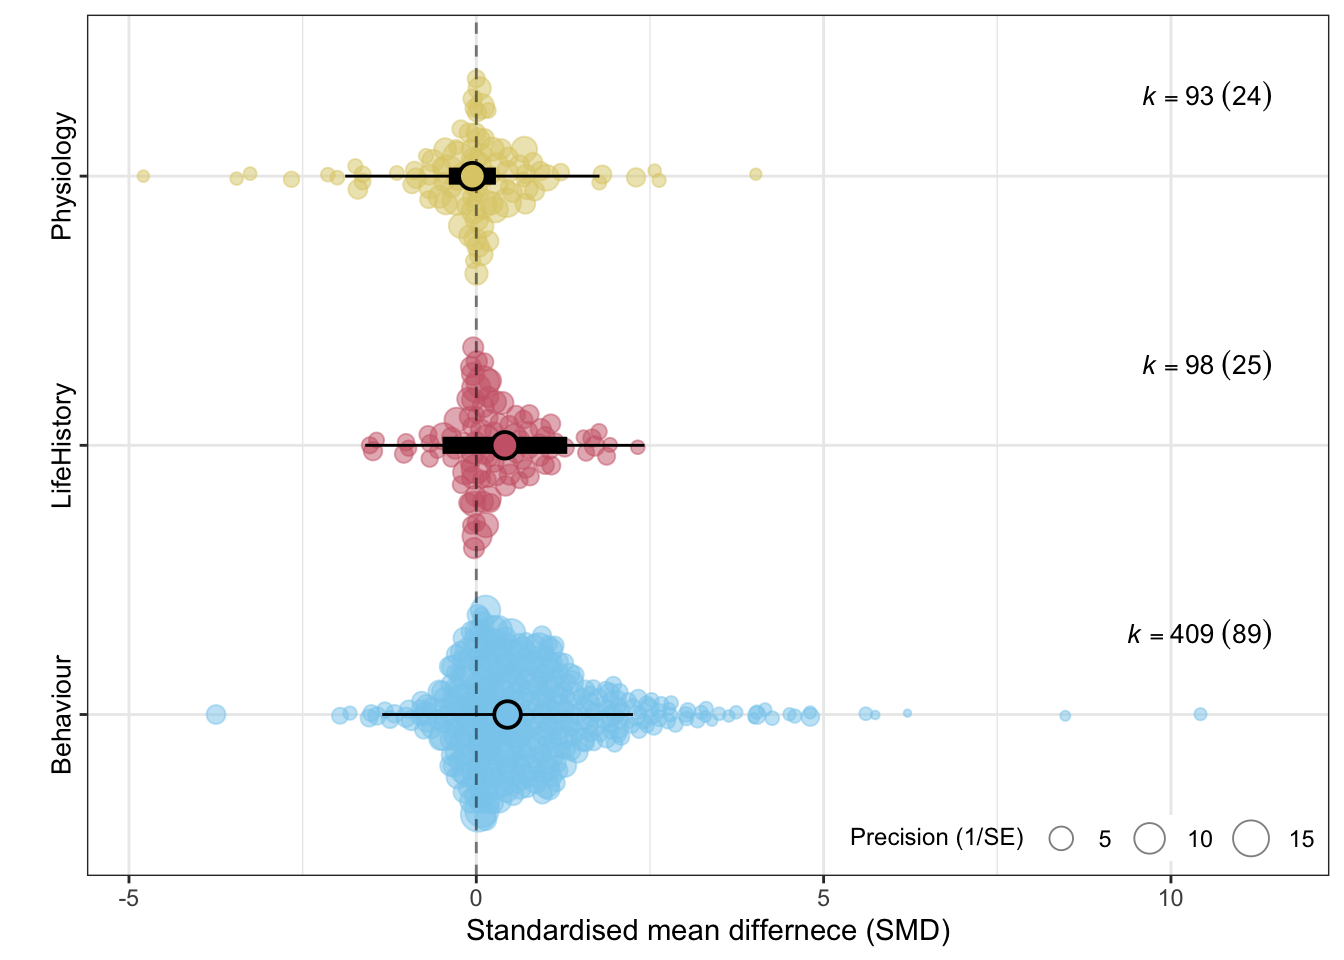 Physiology
k = 93 (24)
LifeHistory
k = 98 (25)
Behaviour
k = 409 (89)
Precision (1/SE) 5 10 15
-5 0 5 10
Standardised mean differnece (SMD)